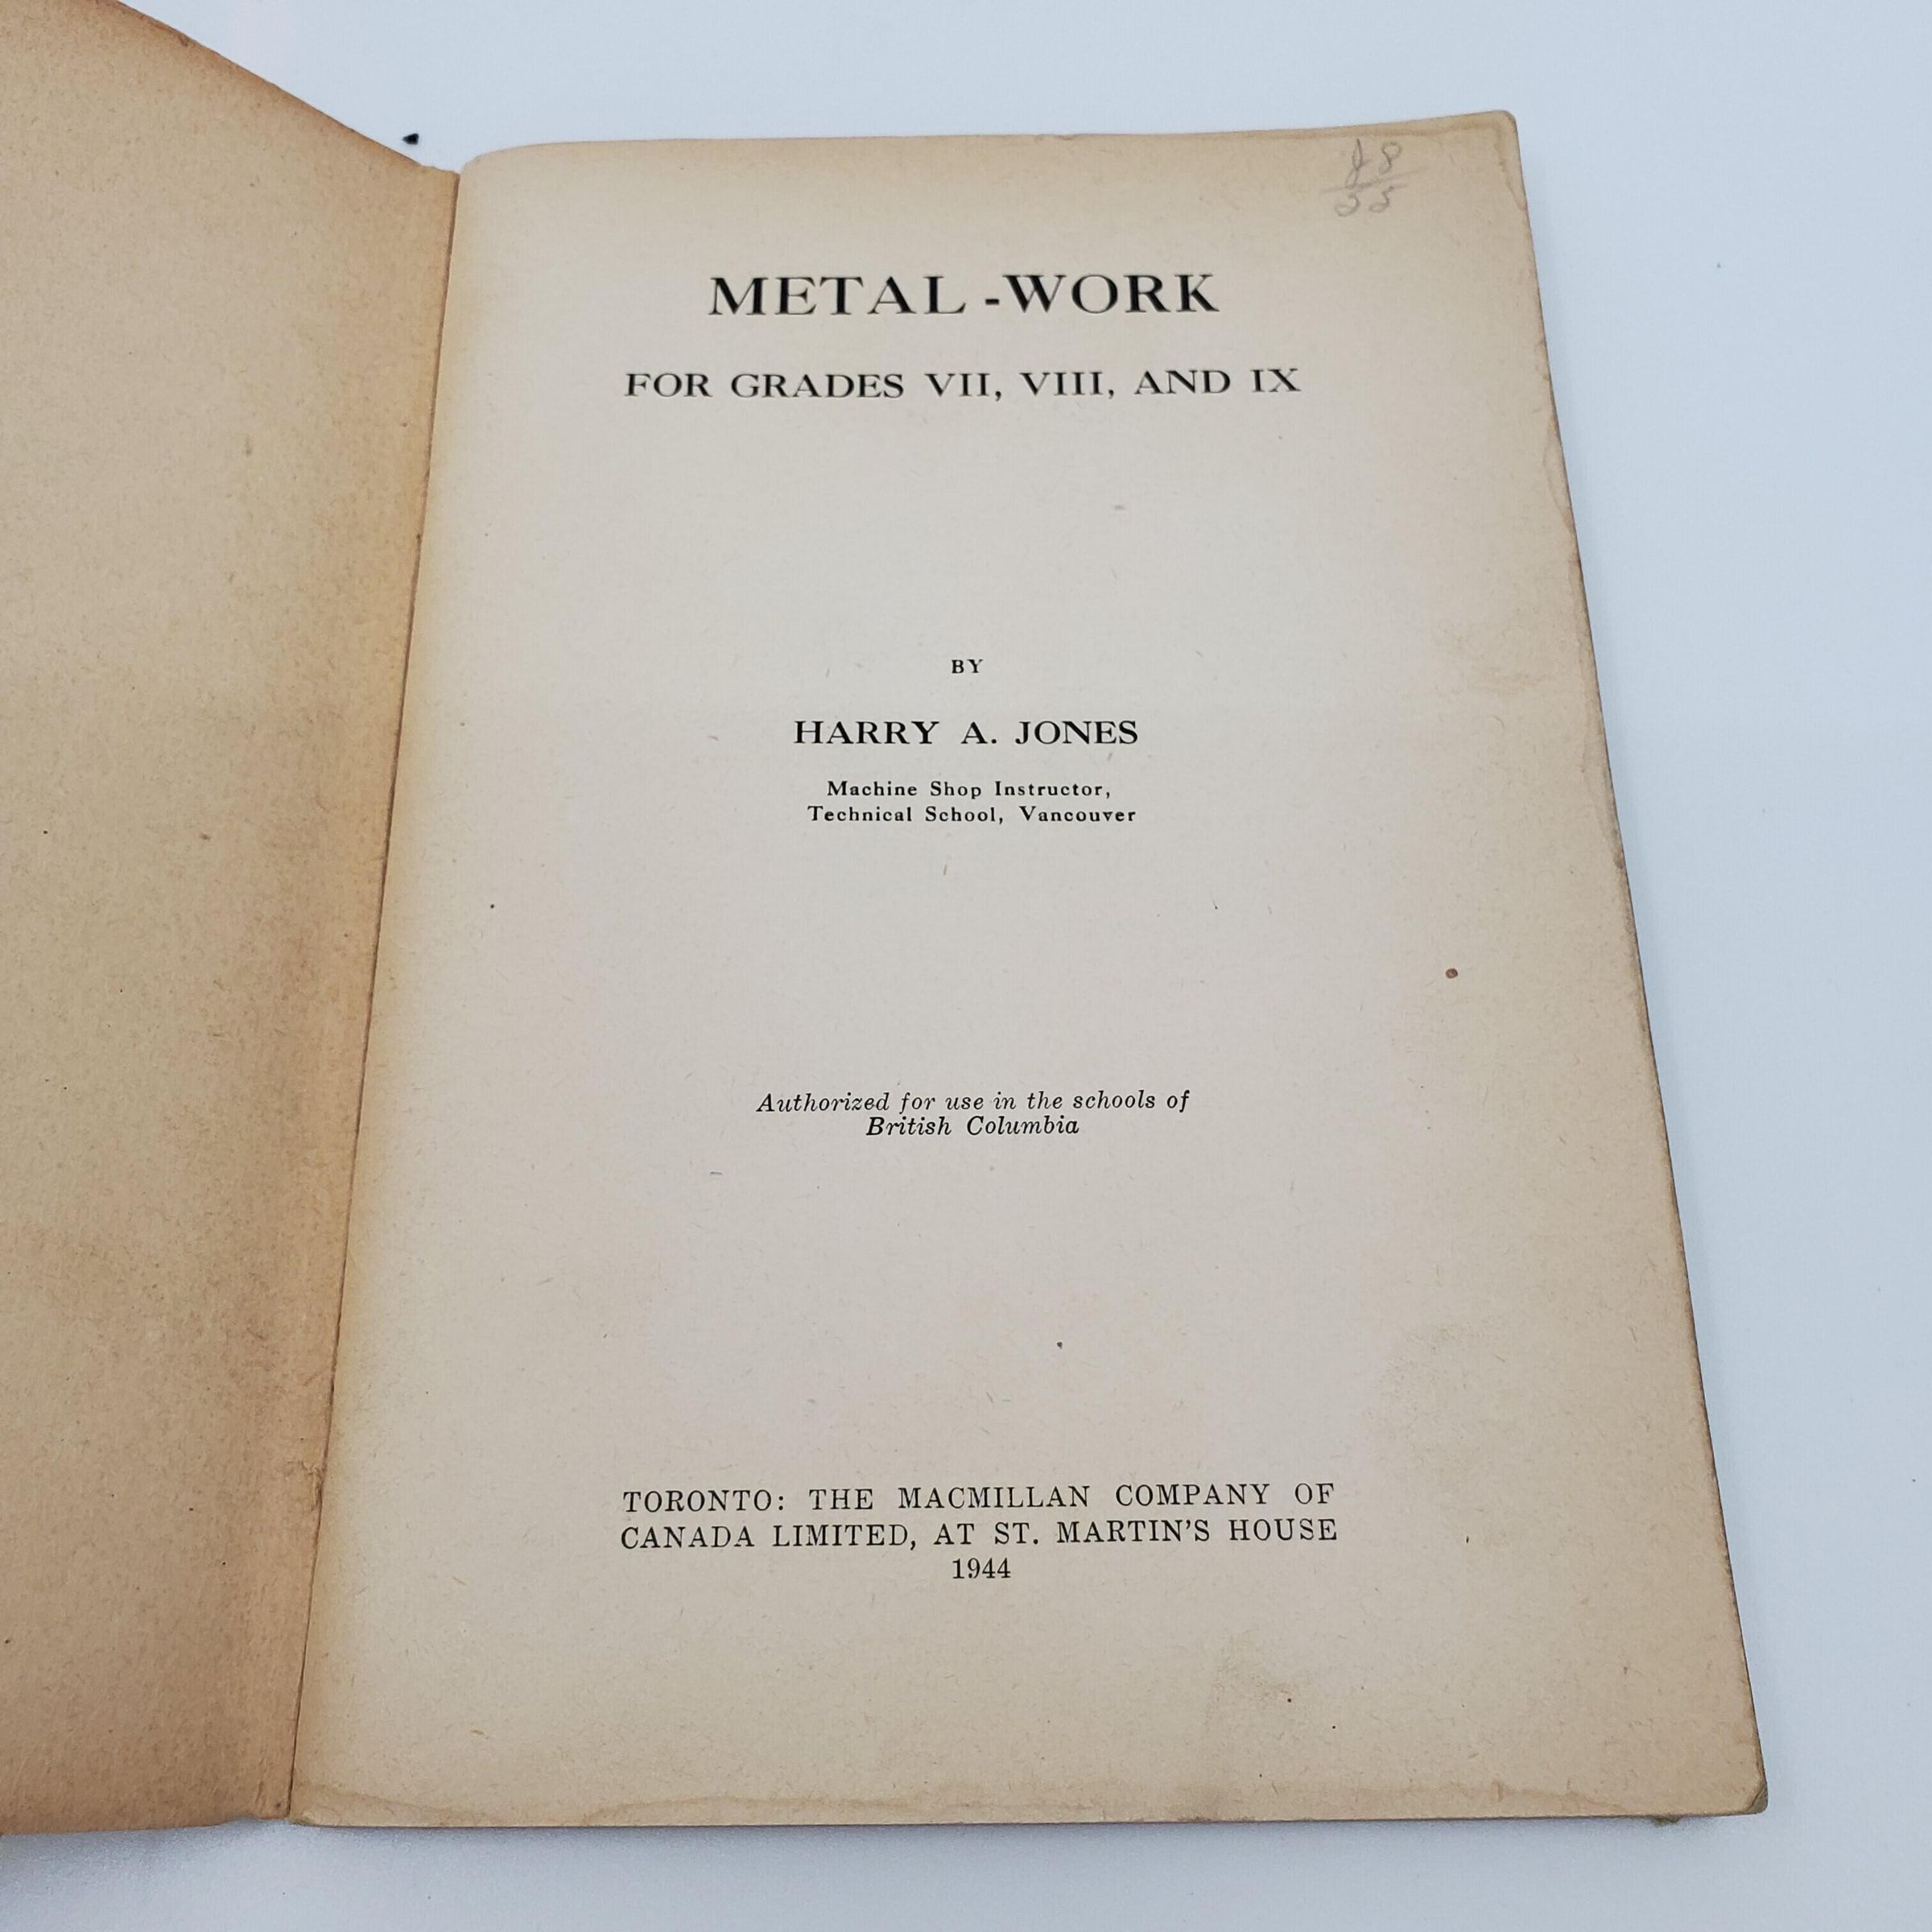 METAL-WORK
FOR GRADES VII, VIII, AND IX
BY
HARRY A. JONES
Machine Shop Instructor,
Technical School, Vancouver
Authorized for use in the schools of
British Columbia
TORONTO: THE MACMILLAN COMPANY OF
CANADA LIMITED, AT ST. MARTIN'S HOUSE
1944